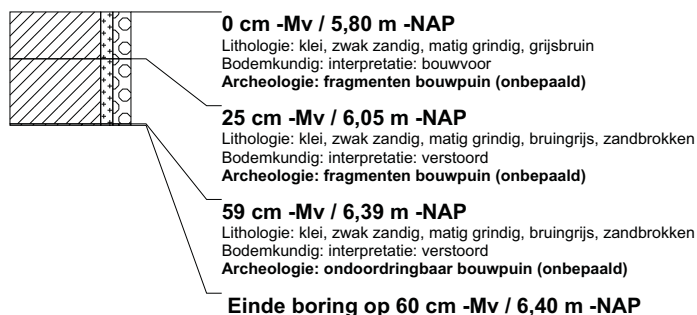 0 cm -Mv / 5,80 m -NAP
Lithologie: klei, zwak zandig, matig grindig, grijsbruin
Bodemkundig: interpretatie: bouwvoor
Archeologie: fragmenten bouwpuin (onbepaald)
25 cm -Mv / 6,05 m -NAP
Lithologie: klei, zwak zandig, matig grindig, bruingrijs, zandbrokken
Bodemkundig: interpretatie: verstoord
Archeologie: fragmenten bouwpuin (onbepaald)
59 cm -Mv / 6,39 m -NAP
Lithologie: klei, zwak zandig, matig grindig, bruingrijs, zandbrokken
Bodemkundig: interpretatie: verstoord
Archeologie: ondoordringbaar bouwpuin (onbepaald)
Einde boring op 60 cm -Mv / 6,40 m -NAP